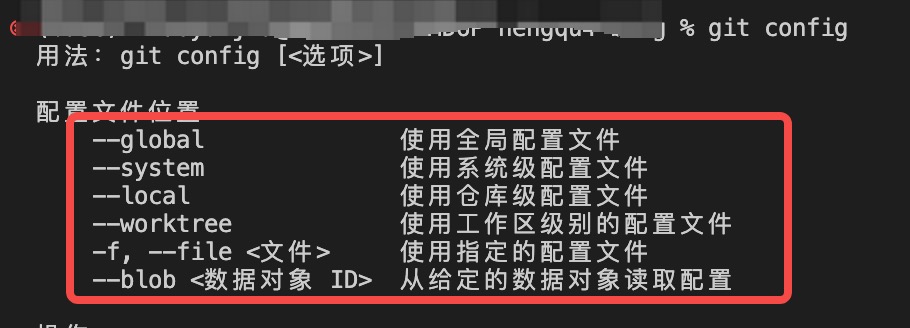 % git config
用法：git config [<选项>]
配置文件位置
--global 使用全局配置文件
--system 使用系统级配置文件
--local 使用仓库级配置文件
--worktree 使用工作区级别的配置文件
-f, --file <文件> 使用指定的配置文件
--blob <数据对象 ID> 从给定的数据对象读取配置
操作